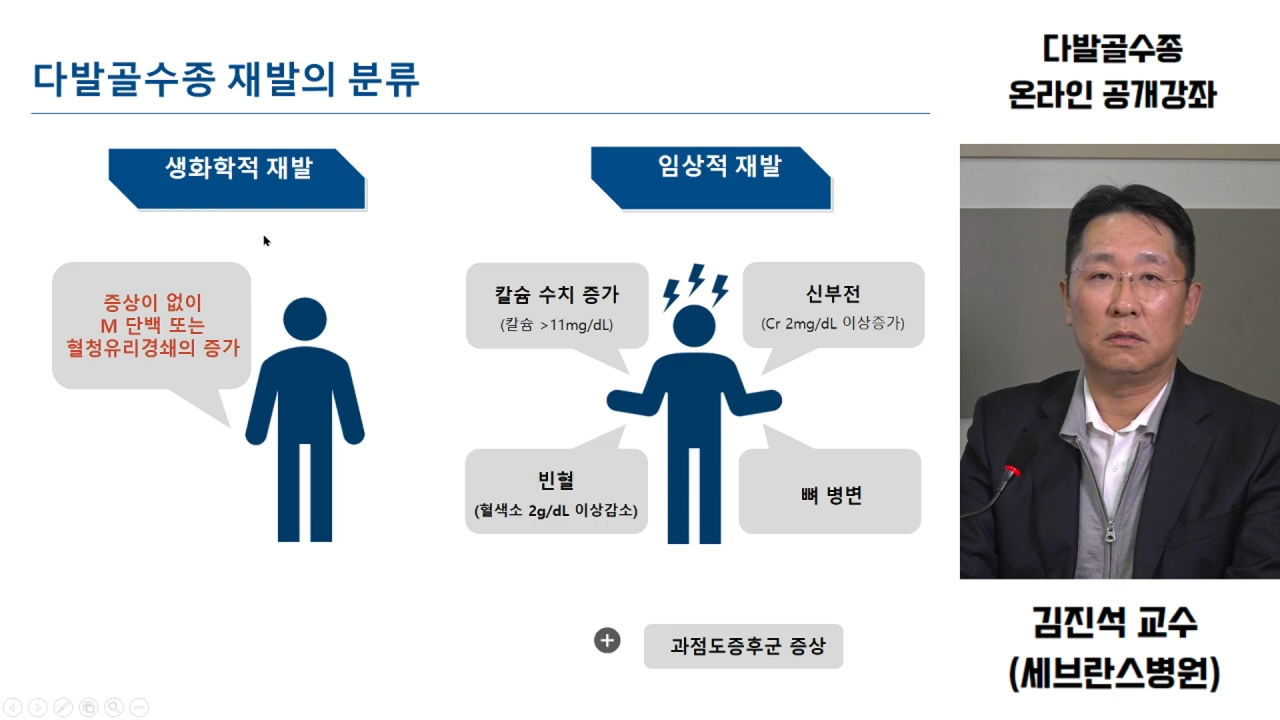 다발골수종 재발의 분류
생화학적 재발
증상이 없이
M 단백 또는
혈청유리경쇄의 증가
임상적 재발
칼슘 수치 증가
(칼슘 >11mg/dL)
신부전
(Cr 2mg/dL 이상증가)
빈혈
(혈색소 2g/dL 이상감소)
뼈 병변
과점도증후군 증상
다발골수종
온라인 공개강좌
김진석 교수
(세브란스병원)